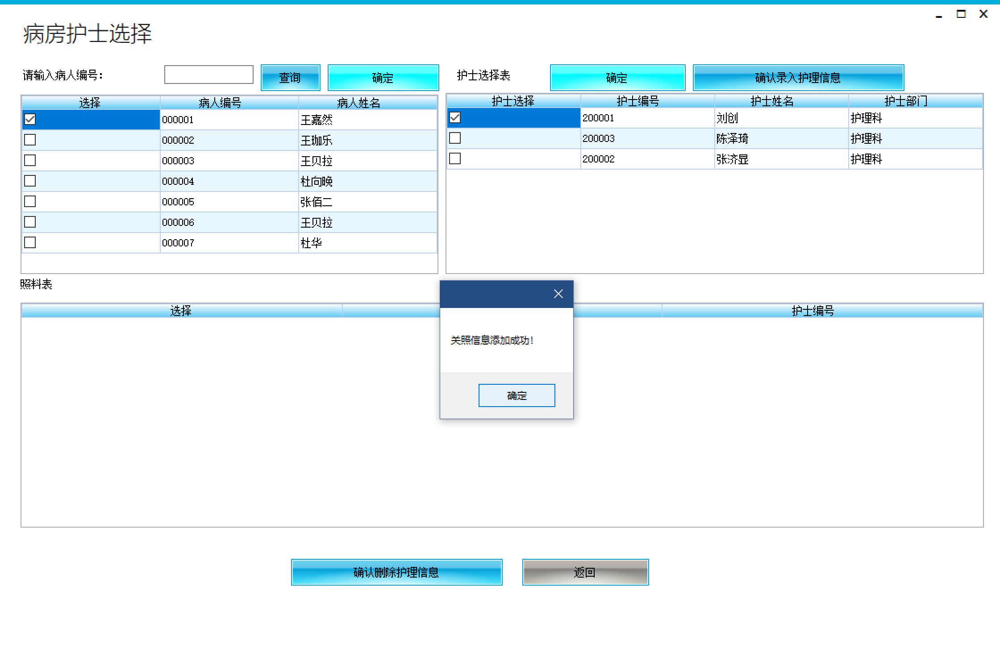 病房护士选择
请输入病人编号：
查询
确定
护士选择表
确定
确认录入护理信息
选择 病人编号 病人姓名
000001 王嘉然
000002 王珈乐
000003 王贝拉
000004 杜向晚
000005 张佰二
000006 王贝拉
000007 杜华
护士选择 护士编号 护士姓名 护士部门
200001 刘创 护理科
200003 陈泽琦 护理科
200002 张济显 护理科
照料表
选择 护士编号
关照信息添加成功！
确定
确认删除护理信息
返回